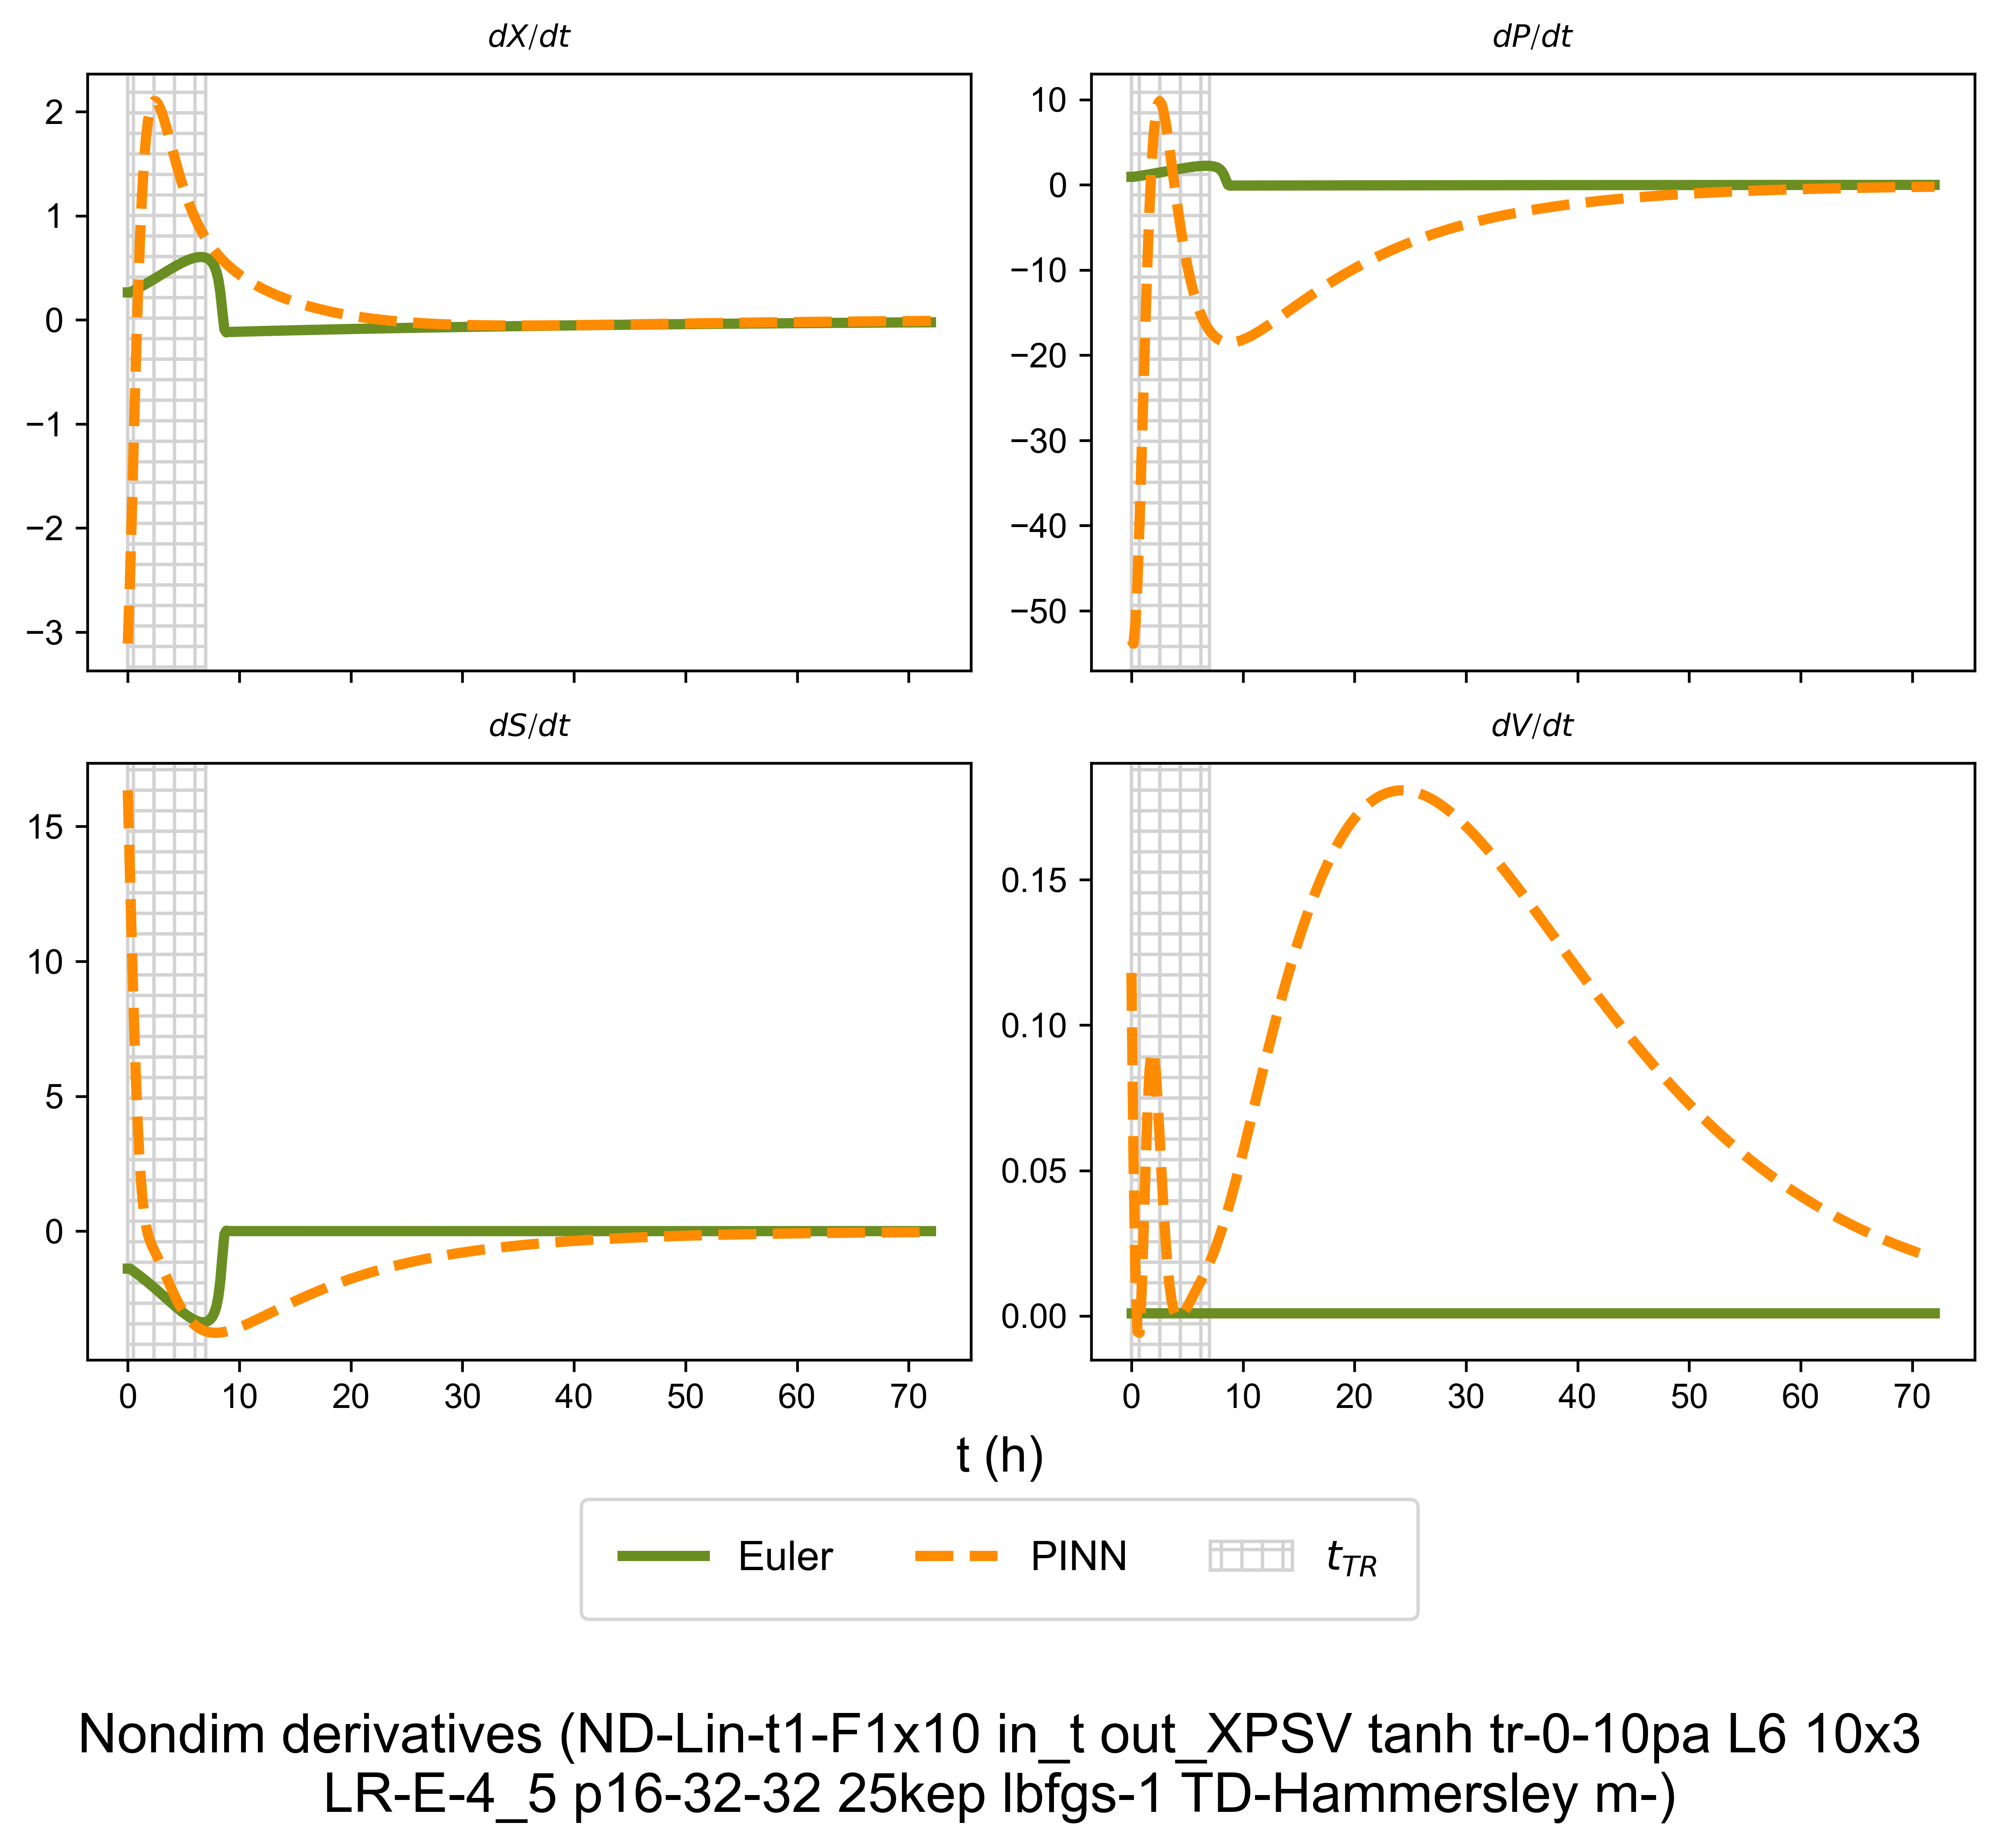 dX/dt
dP/dt
2
1
0
−1
−2
−3
10
0
−10
−20
−30
−40
−50
dS/dt
dV/dt
15
10
5
0
0.15
0.10
0.05
0.00
0 10 20 30 40 50 60 70
0 10 20 30 40 50 60 70
t (h)
Euler PINN t_TR
Nondim derivatives (ND-Lin-t1-F1x10 in_t out_XPSV tanh tr-0-10pa L6 10x3
LR-E-4_5 p16-32-32 25kep lbfgs-1 TD-Hammersley m-)